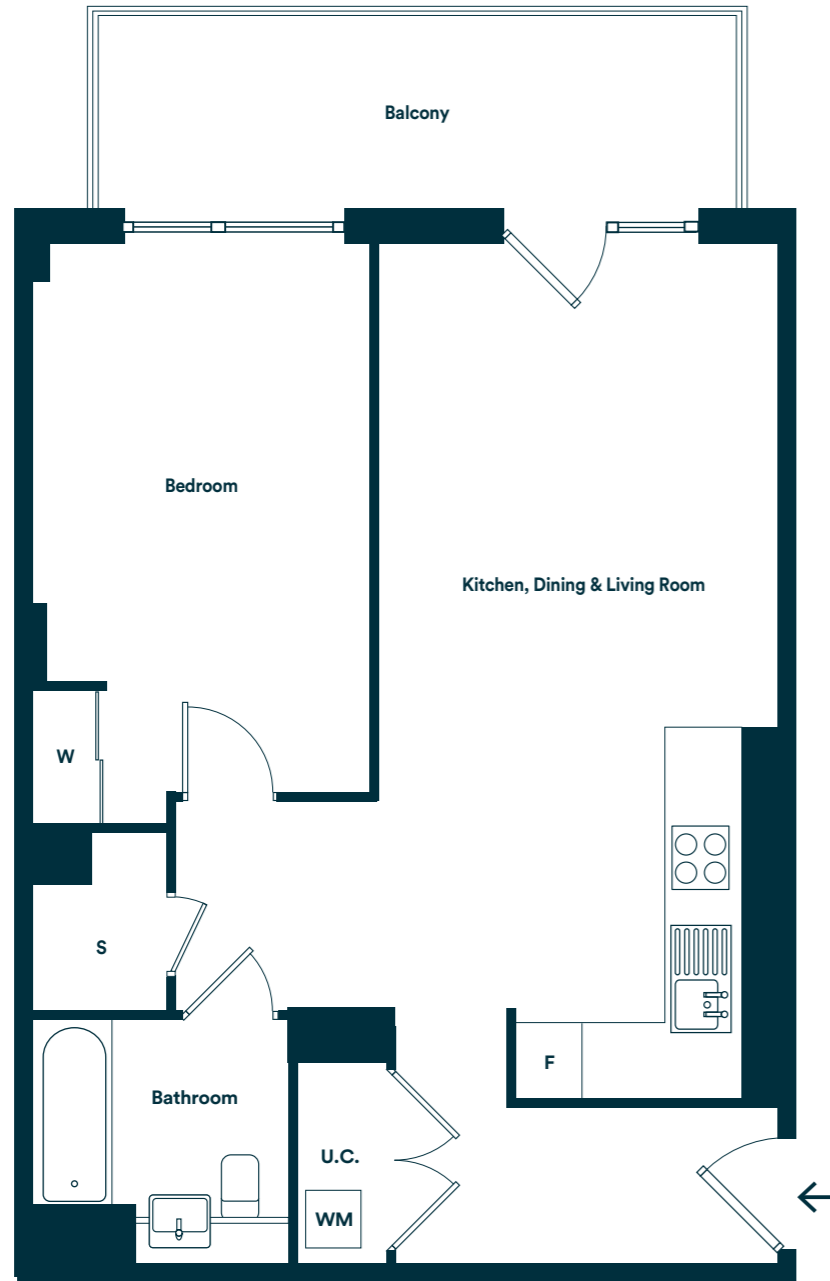 Balcony
Bedroom
Kitchen, Dining & Living Room
W
S
F
Bathroom
U.C.
WM